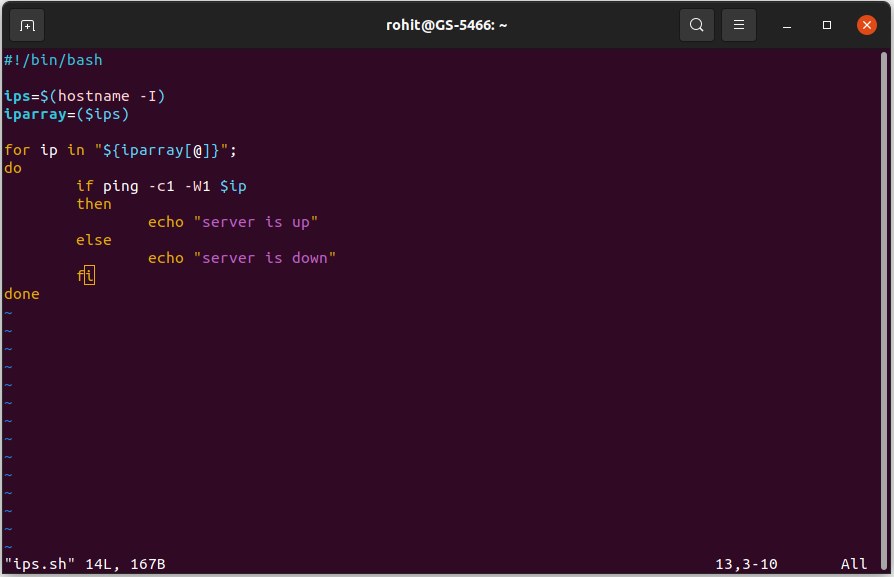 rohit@GS-5466: ~
#!/bin/bash
ips=$(hostname -I)
iparray=($ips)
for ip in "${iparray[@]}";
do
        if ping -c1 -W1 $ip
        then
                echo "server is up"
        else
                echo "server is down"
        fi
done
~
~
~
~
~
~
~
~
~
~
~
~
~
~
"ips.sh" 14L, 167B 13,3-10 All